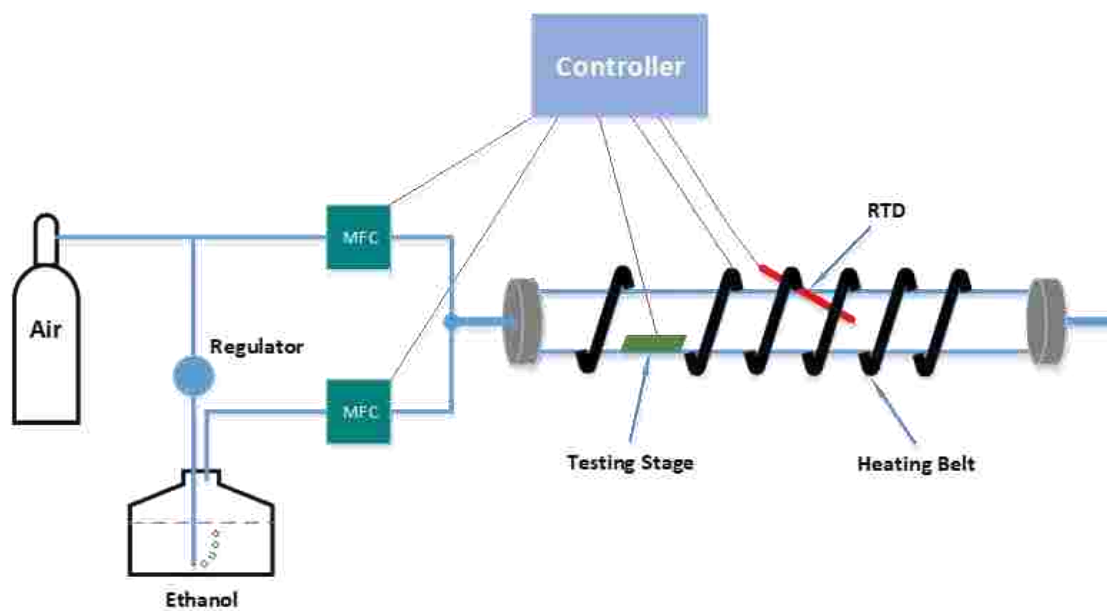 Controller
RTD
MFC
Air
Regulator
MFC
Testing Stage
Heating Belt
Ethanol